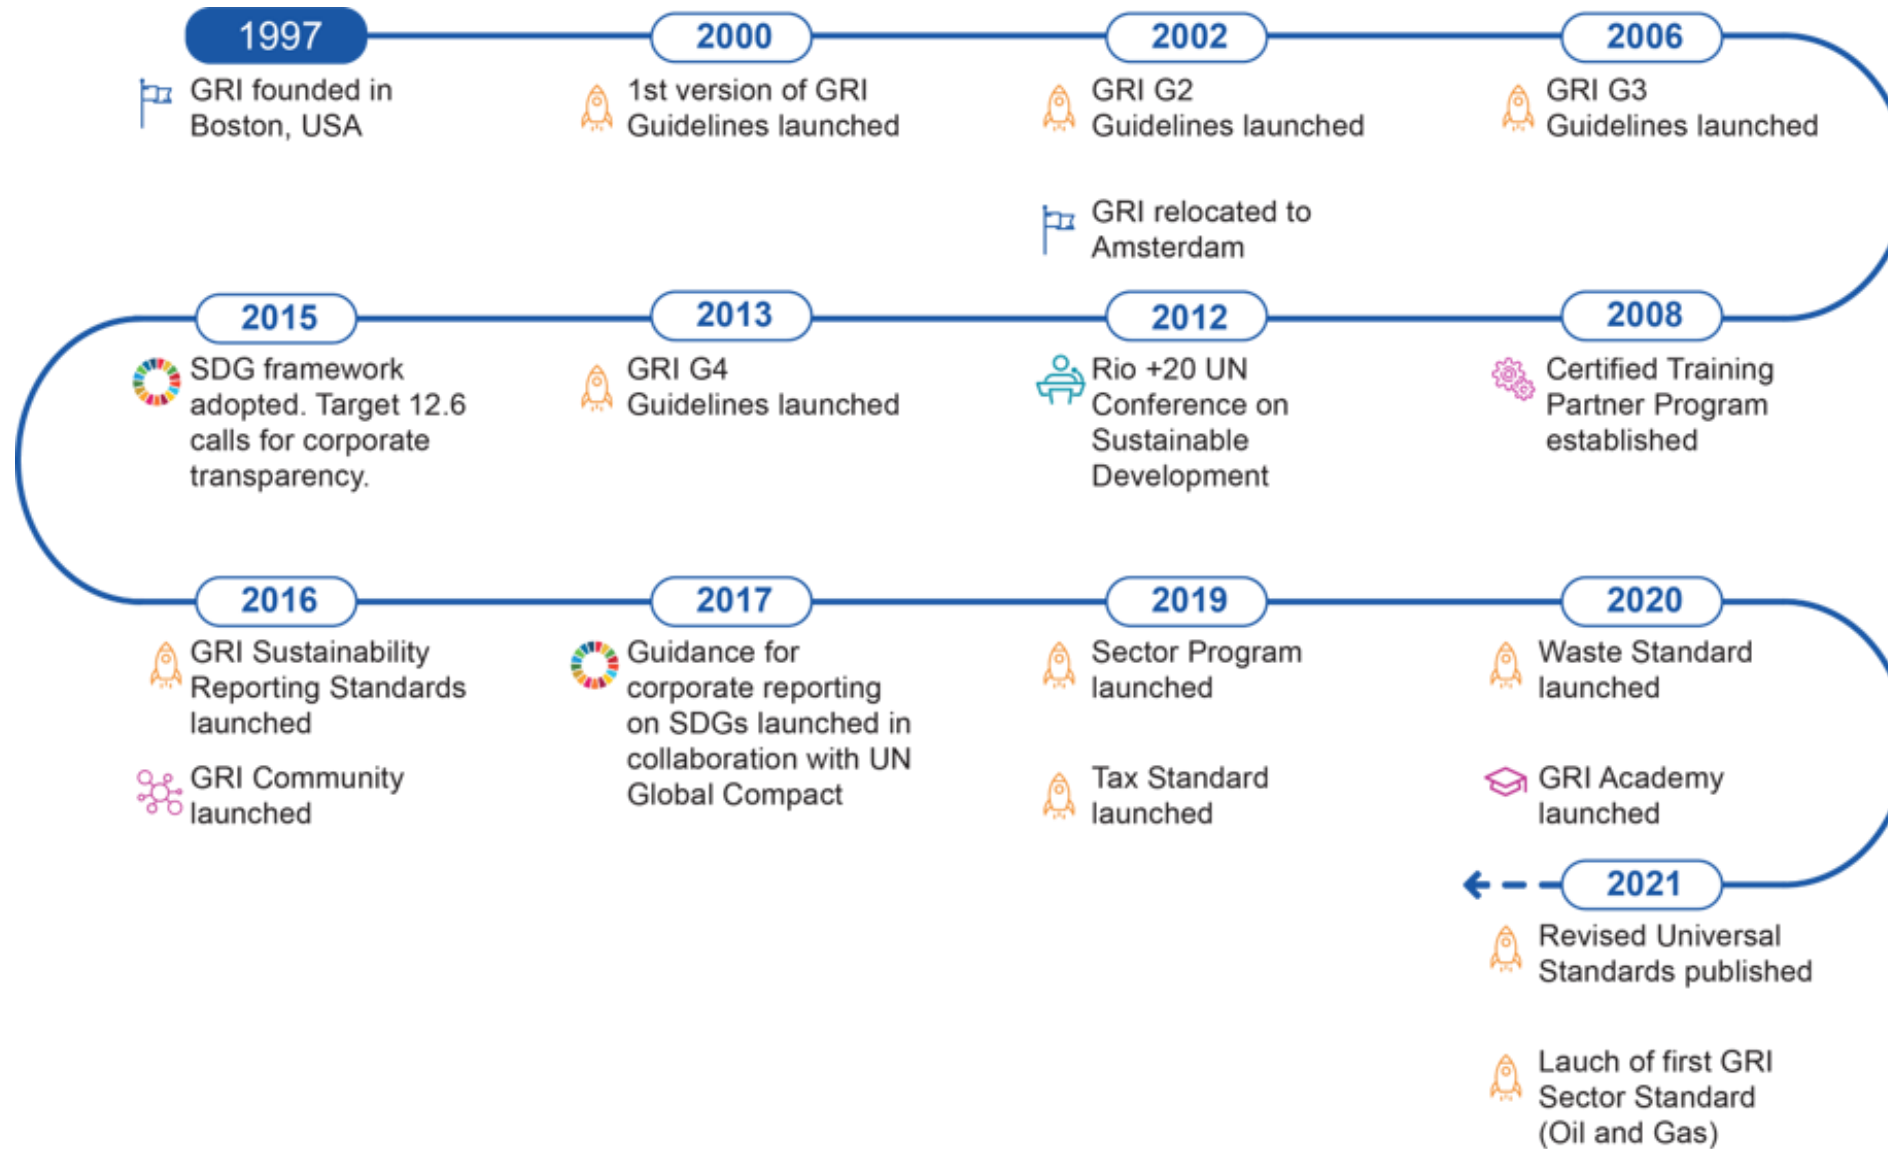 1997
GRI founded in
Boston, USA
2000
1st version of GRI
Guidelines launched
2002
GRI G2
Guidelines launched
GRI relocated to
Amsterdam
2006
GRI G3
Guidelines launched
2008
Certified Training
Partner Program
established
2012
Rio +20 UN
Conference on
Sustainable
Development
2013
GRI G4
Guidelines launched
2015
SDG framework
adopted. Target 12.6
calls for corporate
transparency.
2016
GRI Sustainability
Reporting Standards
launched
GRI Community
launched
2017
Guidance for
corporate reporting
on SDGs launched in
collaboration with UN
Global Compact
2019
Sector Program
launched
Tax Standard
launched
2020
Waste Standard
launched
GRI Academy
launched
2021
Revised Universal
Standards published
Lauch of first GRI
Sector Standard
(Oil and Gas)